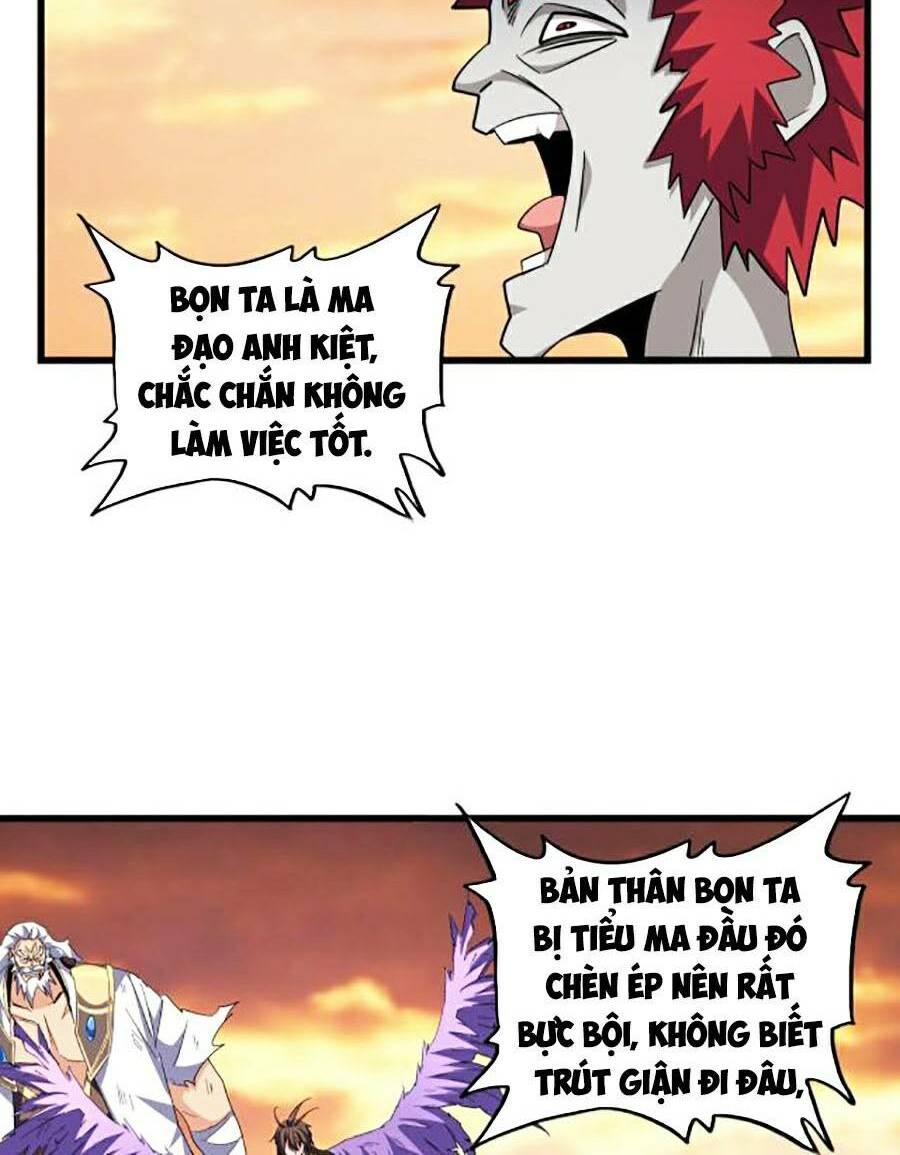 BỌN TA LÀ MA
ĐẠO ANH KIỆT,
CHẮC CHẮN KHÔNG
LÀM VIỆC TỐT.
BẢN THÂN BỌN TA
BỊ TIỂU MA ĐẦU ĐÓ
CHÈN ÉP NÊN RẤT
BỰC BỘI, KHÔNG BIẾT
TRÚT GIẬN ĐI ĐÂU,